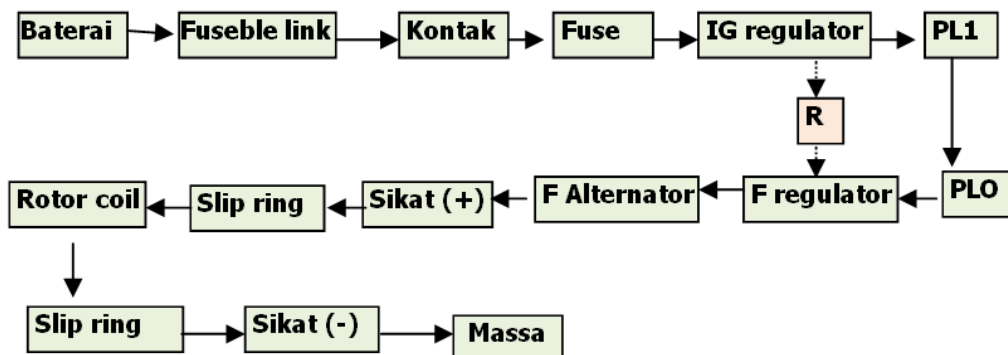 Baterai
Fuseble link
Kontak
Fuse
IG regulator
PL1
R
Rotor coil
Slip ring
Sikat (+)
F Alternator
F regulator
PLO
Slip ring
Sikat (-)
Massa